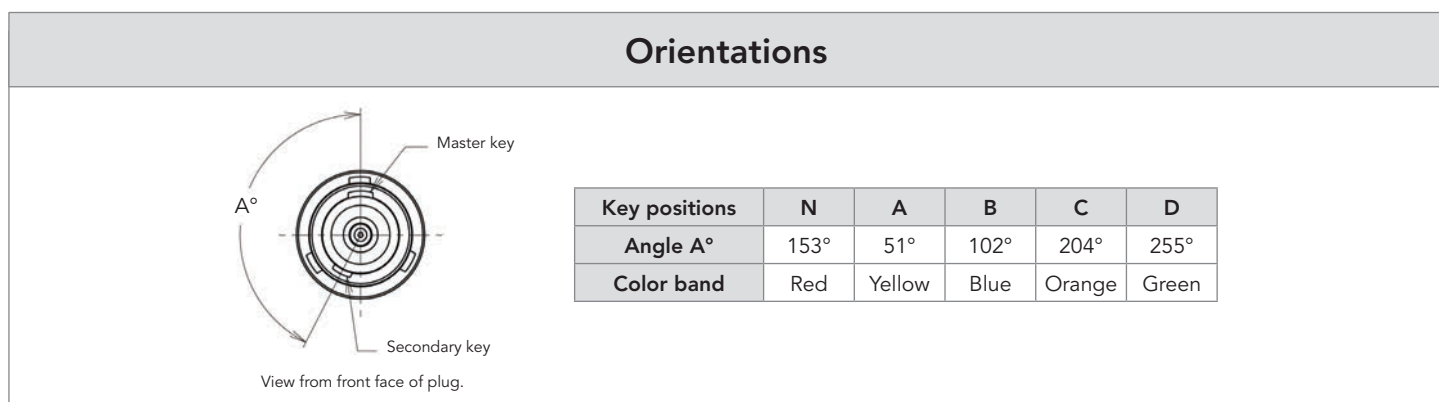 Orientations
Master key
A°
Secondary key
View from front face of plug.
Key positions N A B C D
Angle A° 153° 51° 102° 204° 255°
Color band Red Yellow Blue Orange Green